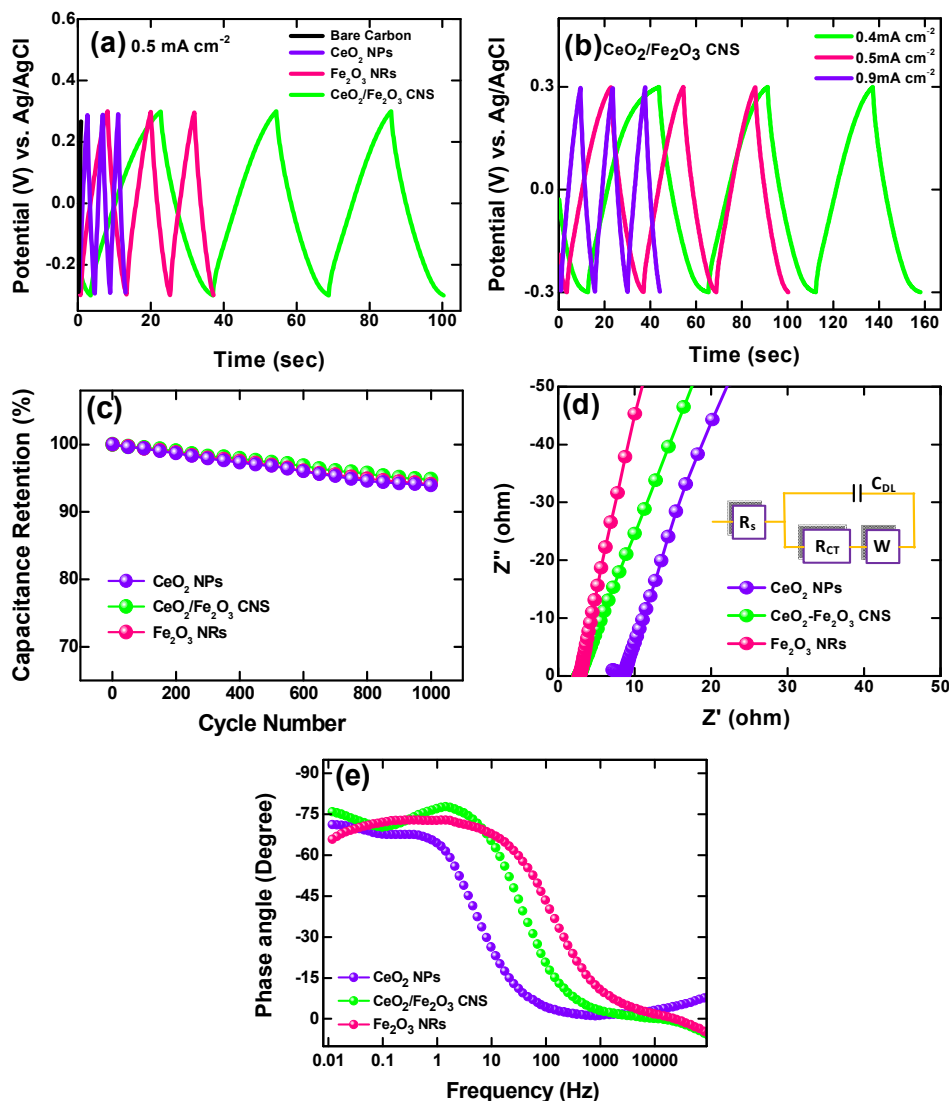 (a) 0.5 mA cm⁻²
Bare Carbon
CeO₂ NPs
Fe₂O₃ NRs
CeO₂/Fe₂O₃ CNS
Potential (V) vs. Ag/AgCl
0.6
0.3
0.0
-0.3
0 20 40 60 80 100
Time (sec)
(b) CeO₂/Fe₂O₃ CNS
0.4mA cm⁻²
0.5mA cm⁻²
0.9mA cm⁻²
Potential (V) vs. Ag/AgCl
0.3
0.0
-0.3
0 20 40 60 80 100 120 140 160
Time (sec)
(c)
Capacitance Retention (%)
100
90
80
70
CeO₂ NPs
CeO₂/Fe₂O₃ CNS
Fe₂O₃ NRs
0 200 400 600 800 1000
Cycle Number
(d)
Z" (ohm)
-50
-40
-30
-20
-10
0
C_DL
R_S
R_CT W
CeO₂ NPs
CeO₂-Fe₂O₃ CNS
Fe₂O₃ NRs
0 10 20 30 40 50
Z' (ohm)
(e)
Phase angle (Degree)
-90
-75
-60
-45
-30
-15
0
CeO₂ NPs
CeO₂/Fe₂O₃ CNS
Fe₂O₃ NRs
0.01 0.1 1 10 100 1000 10000
Frequency (Hz)